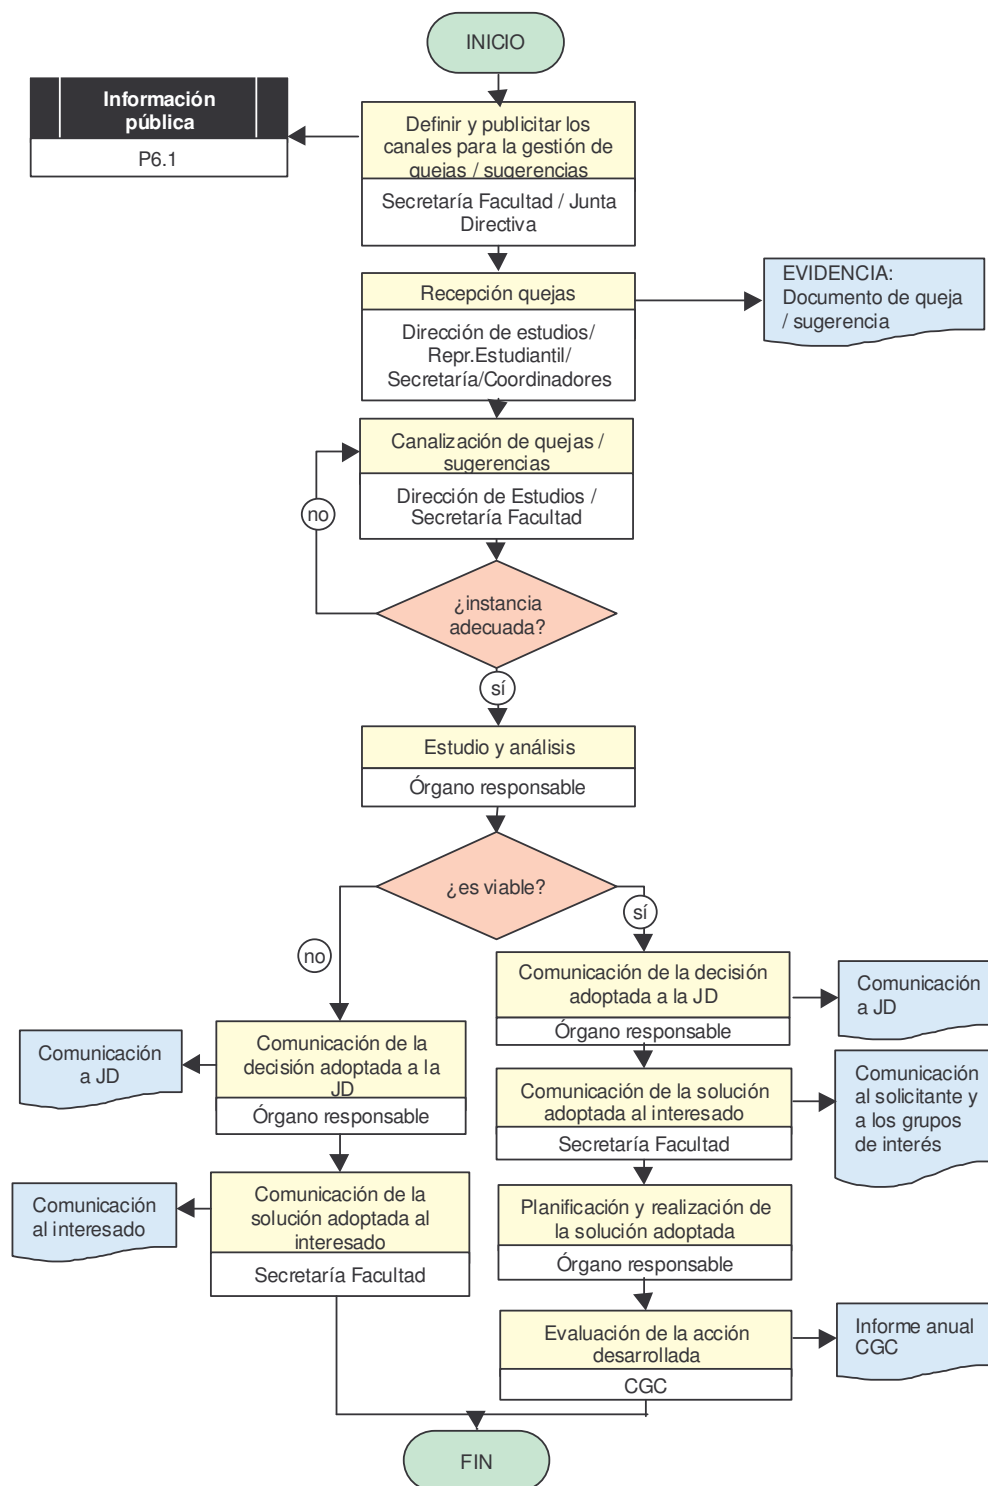 INICIO
Información
pública
P6.1
Definir y publicitar los
canales para la gestión de
quejas / sugerencias
Secretaría Facultad / Junta
Directiva
Recepción quejas
Dirección de estudios/
Repr.Estudiantil/
Secretaría/Coordinadores
EVIDENCIA:
Documento de queja
/ sugerencia
Canalización de quejas /
sugerencias
Dirección de Estudios /
Secretaría Facultad
no
¿instancia
adecuada?
sí
Estudio y análisis
Órgano responsable
¿es viable?
sí
no
Comunicación de la decisión
adoptada a la JD
Órgano responsable
Comunicación
a JD
Comunicación de la
decisión adoptada a la
JD
Órgano responsable
Comunicación
a JD
Comunicación de la solución
adoptada al interesado
Secretaría Facultad
Comunicación
al solicitante y
a los grupos
de interés
Comunicación de la
solución adoptada al
interesado
Secretaría Facultad
Comunicación
al interesado
Planificación y realización de
la solución adoptada
Órgano responsable
Evaluación de la acción
desarrollada
CGC
Informe anual
CGC
FIN